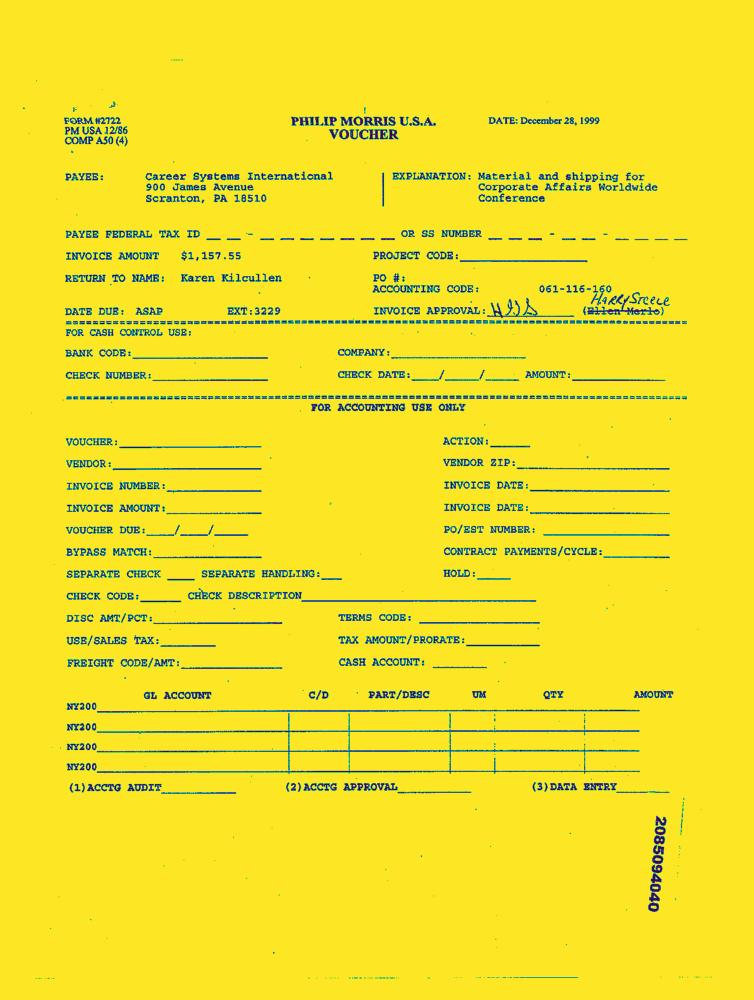 FORM #2722
PM USA 12/86
COMP A50 (4)
PHILIP MORRIS U.S.A.
VOUCHER
DATE: December 28, 1999
PAYEE: Career Systems International
900 James Avenue
Scranton, PA 18510
EXPLANATION: Material and shipping for
Corporate Affairs Worldwide
Conference
PAYEE FEDERAL TAX ID __ __ - __ __ __ __ __ __ __ OR SS NUMBER __ __ __ - __ __ - __ __ __ __
INVOICE AMOUNT $1,157.55 PROJECT CODE:
RETURN TO NAME: Karen Kilcullen PO #:
ACCOUNTING CODE: 061-116-160
Harry Steele
DATE DUE: ASAP EXT:3229 INVOICE APPROVAL: (Ellen Merlo)
FOR CASH CONTROL USE:
BANK CODE: COMPANY:
CHECK NUMBER: CHECK DATE: / / AMOUNT:
FOR ACCOUNTING USE ONLY
VOUCHER: ACTION:
VENDOR: VENDOR ZIP:
INVOICE NUMBER: INVOICE DATE:
INVOICE AMOUNT: INVOICE DATE:
VOUCHER DUE: / / PO/EST NUMBER:
BYPASS MATCH: CONTRACT PAYMENTS/CYCLE:
SEPARATE CHECK SEPARATE HANDLING: HOLD:
CHECK CODE: CHECK DESCRIPTION
DISC AMT/PCT: TERMS CODE:
USE/SALES TAX: TAX AMOUNT/PRORATE:
FREIGHT CODE/AMT: CASH ACCOUNT:
GL ACCOUNT C/D PART/DESC UM QTY AMOUNT
NY200
NY200
NY200
NY200
(1)ACCTG AUDIT (2)ACCTG APPROVAL (3)DATA ENTRY
2085094040